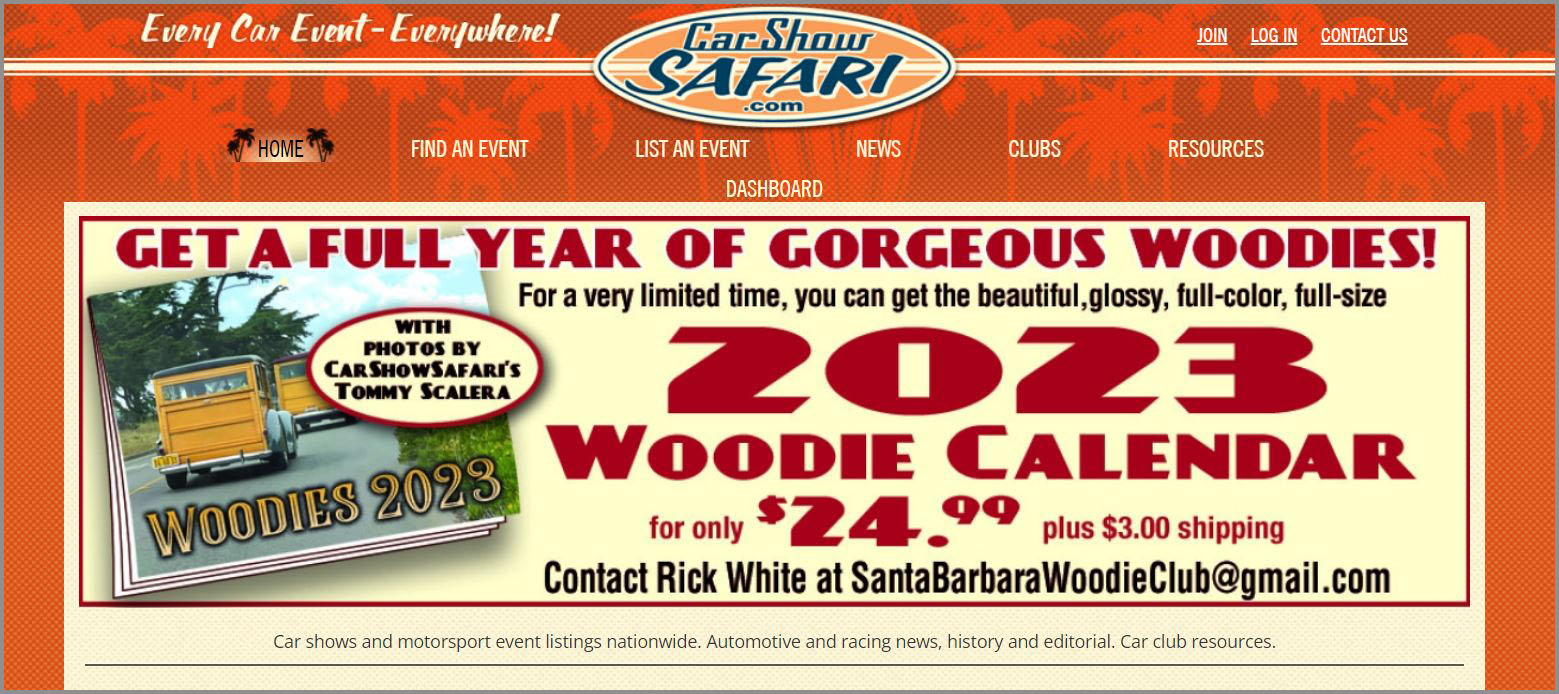 Every Car Event-Everywhere!
Car Show
SAFARI
.com
JOIN LOG IN CONTACT US
HOME FIND AN EVENT LIST AN EVENT NEWS CLUBS RESOURCES
DASHBOARD
GET A FULL YEAR OF GORGEOUS WOODIES!
For a very limited time, you can get the beautiful,glossy, full-color, full-size
WITH
PHOTOS BY
CARSHOWSAFARI'S
TOMMY SCALERA
WOODIES 2023
2023
WOODIE CALENDAR
for only $24.99 plus $3.00 shipping
Contact Rick White at SantaBarbaraWoodieClub@gmail.com
Car shows and motorsport event listings nationwide. Automotive and racing news, history and editorial. Car club resources.